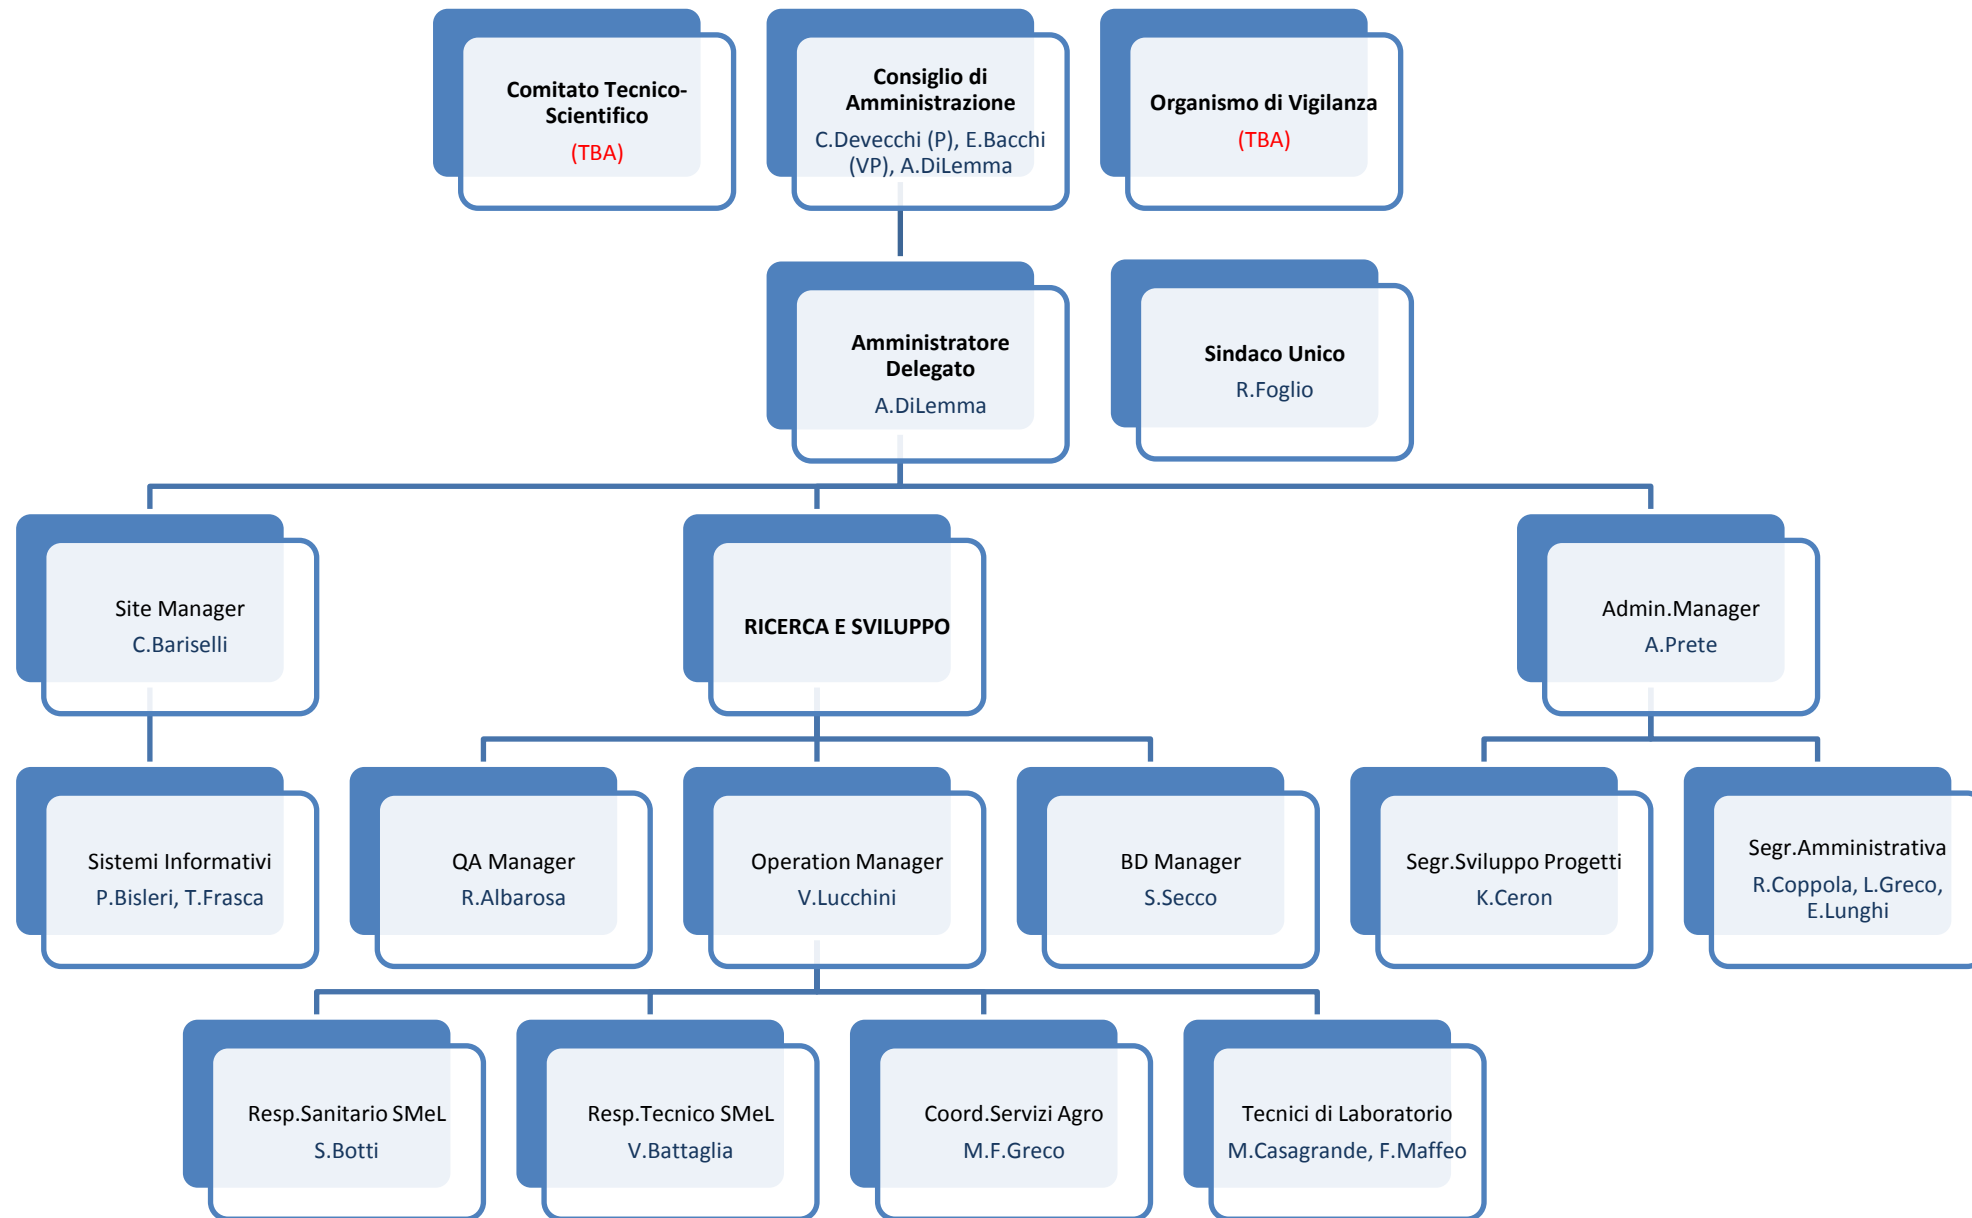 Comitato Tecnico-
Scientifico
(TBA)
Consiglio di
Amministrazione
C.Devecchi (P), E.Bacchi
(VP), A.DiLemma
Organismo di Vigilanza
(TBA)
Amministratore
Delegato
A.DiLemma
Sindaco Unico
R.Foglio
Site Manager
C.Bariselli
RICERCA E SVILUPPO
Admin.Manager
A.Prete
Sistemi Informativi
P.Bisleri, T.Frasca
QA Manager
R.Albarosa
Operation Manager
V.Lucchini
BD Manager
S.Secco
Segr.Sviluppo Progetti
K.Ceron
Segr.Amministrativa
R.Coppola, L.Greco,
E.Lunghi
Resp.Sanitario SMeL
S.Botti
Resp.Tecnico SMeL
V.Battaglia
Coord.Servizi Agro
M.F.Greco
Tecnici di Laboratorio
M.Casagrande, F.Maffeo